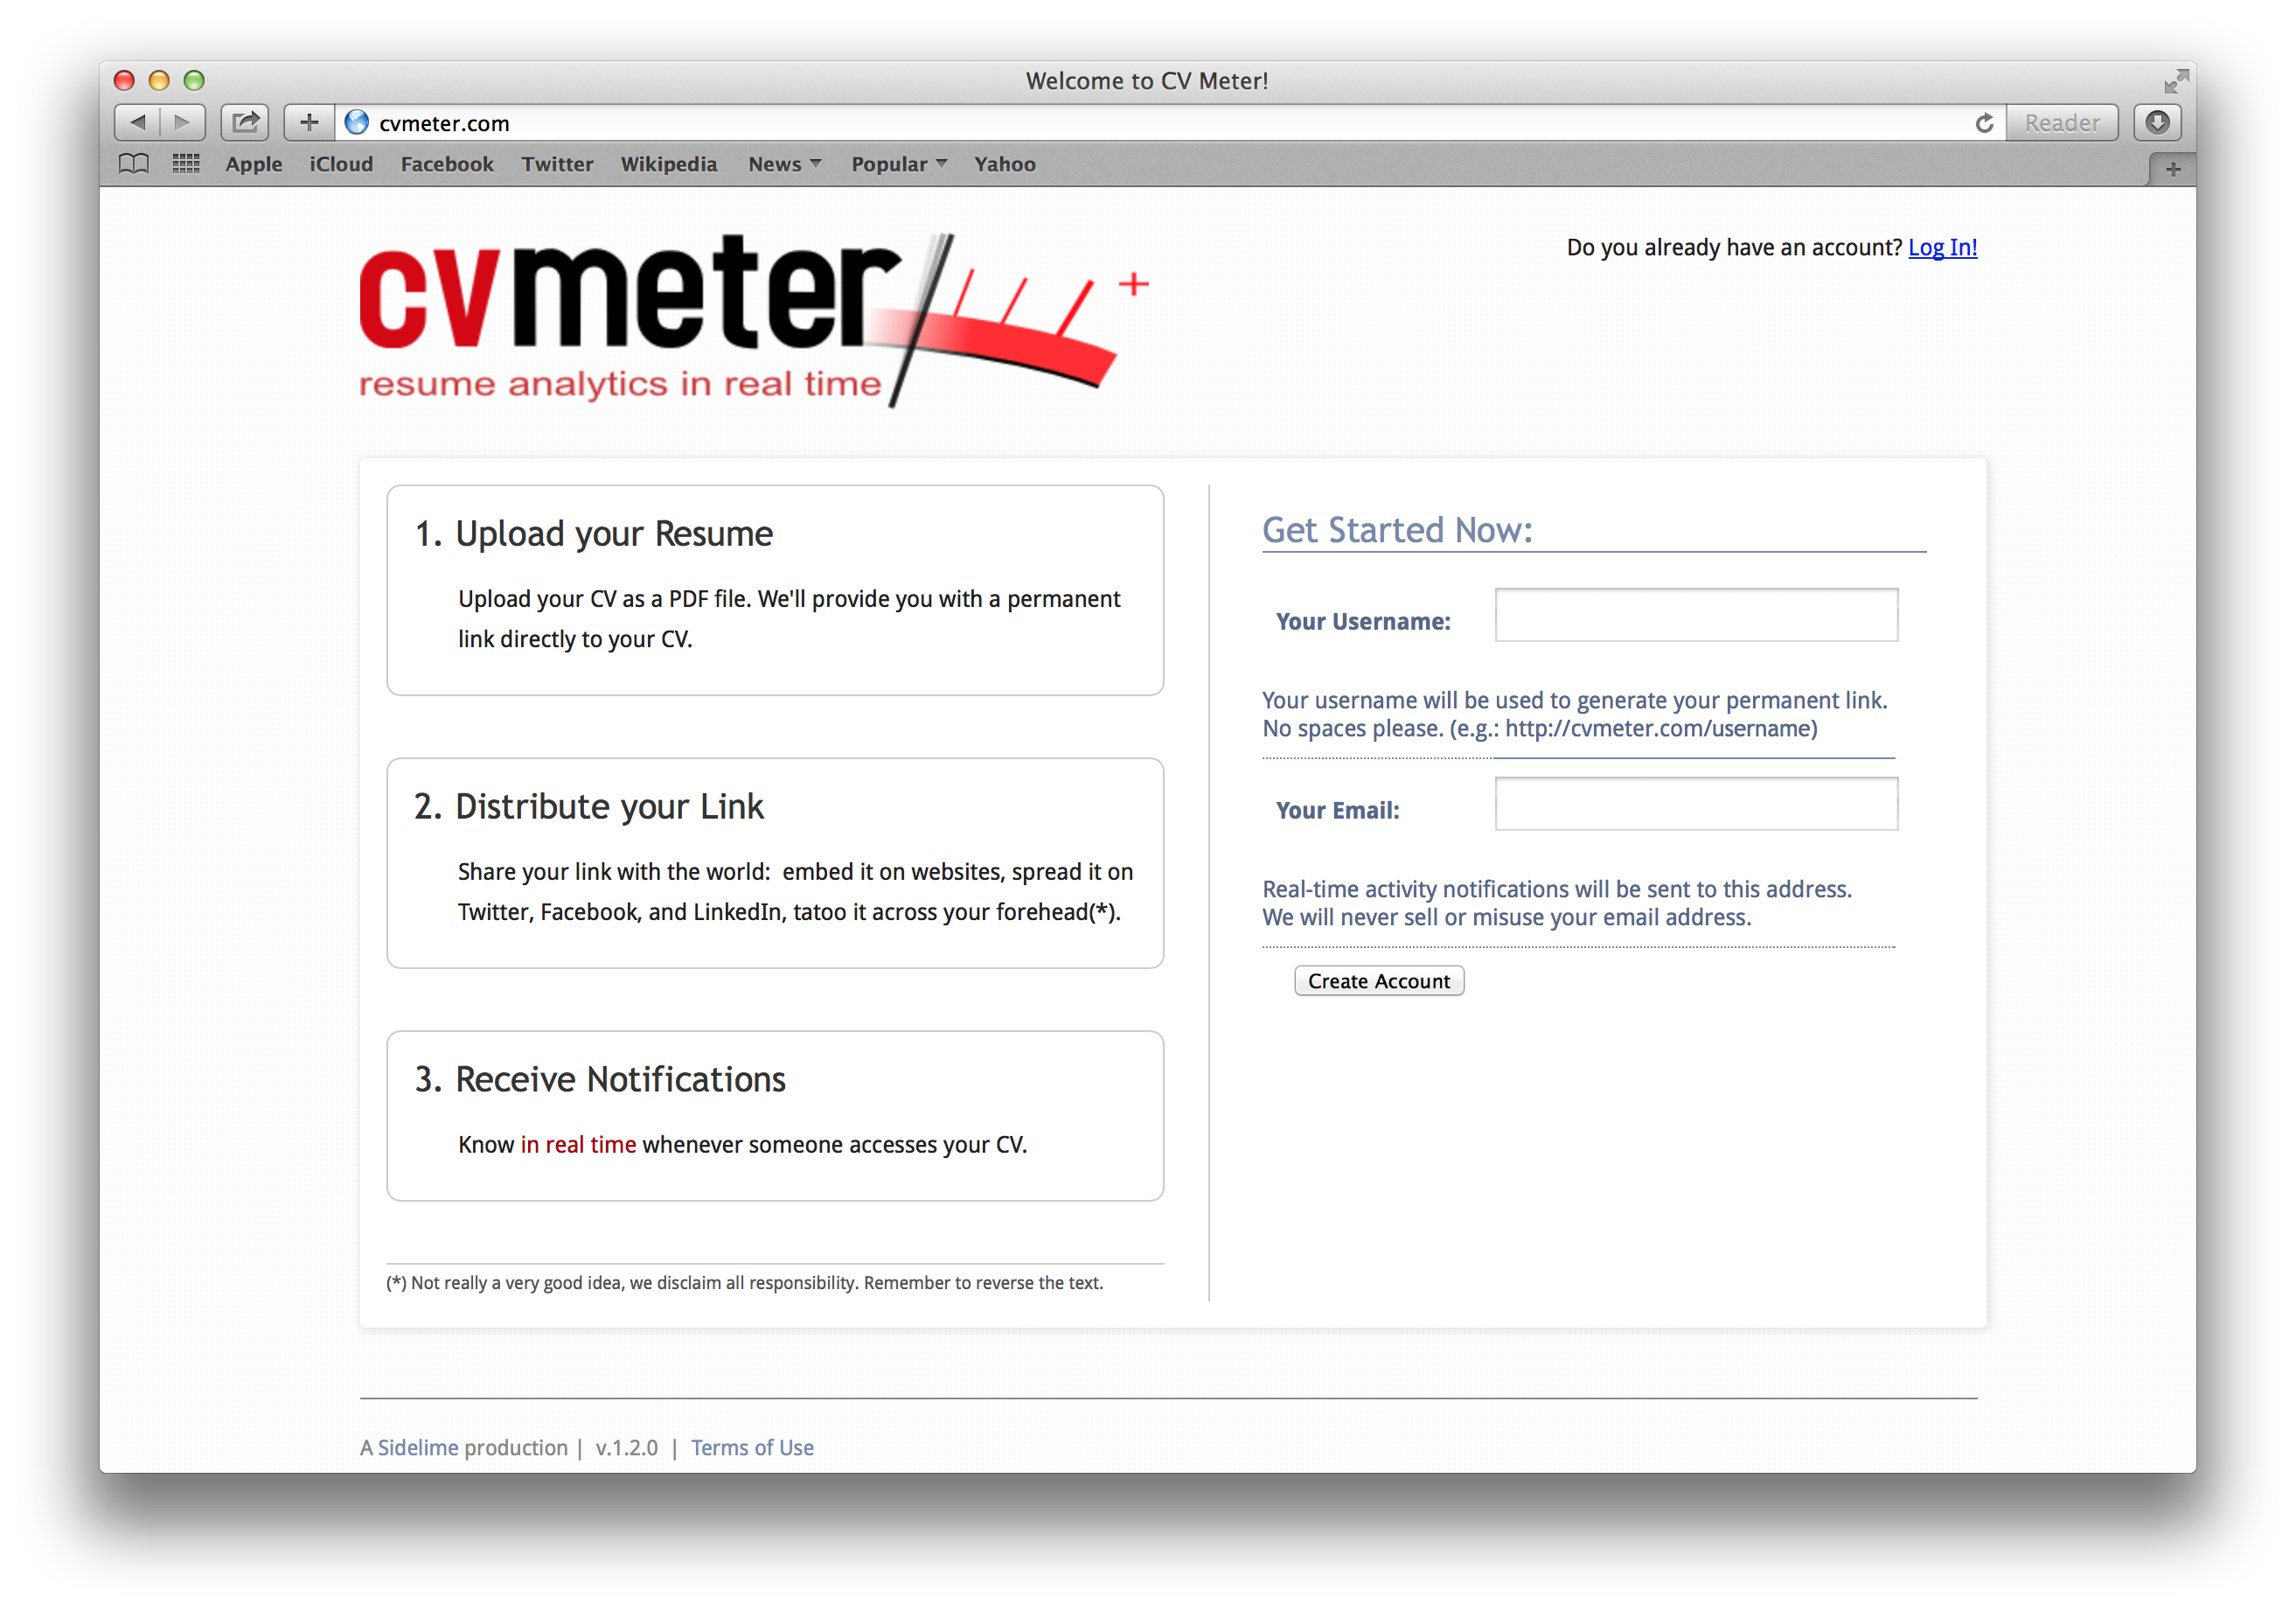 Welcome to CV Meter!
cvmeter.com
Reader
Apple iCloud Facebook Twitter Wikipedia News Popular Yahoo
cvmeter
resume analytics in real time
Do you already have an account? Log In!
1. Upload your Resume
Upload your CV as a PDF file. We'll provide you with a permanent
link directly to your CV.
2. Distribute your Link
Share your link with the world: embed it on websites, spread it on
Twitter, Facebook, and LinkedIn, tatoo it across your forehead(*).
3. Receive Notifications
Know in real time whenever someone accesses your CV.
(*) Not really a very good idea, we disclaim all responsibility. Remember to reverse the text.
Get Started Now:
Your Username:
Your username will be used to generate your permanent link.
No spaces please. (e.g.: http://cvmeter.com/username)
Your Email:
Real-time activity notifications will be sent to this address.
We will never sell or misuse your email address.
Create Account
A Sidelime production | v.1.2.0 | Terms of Use